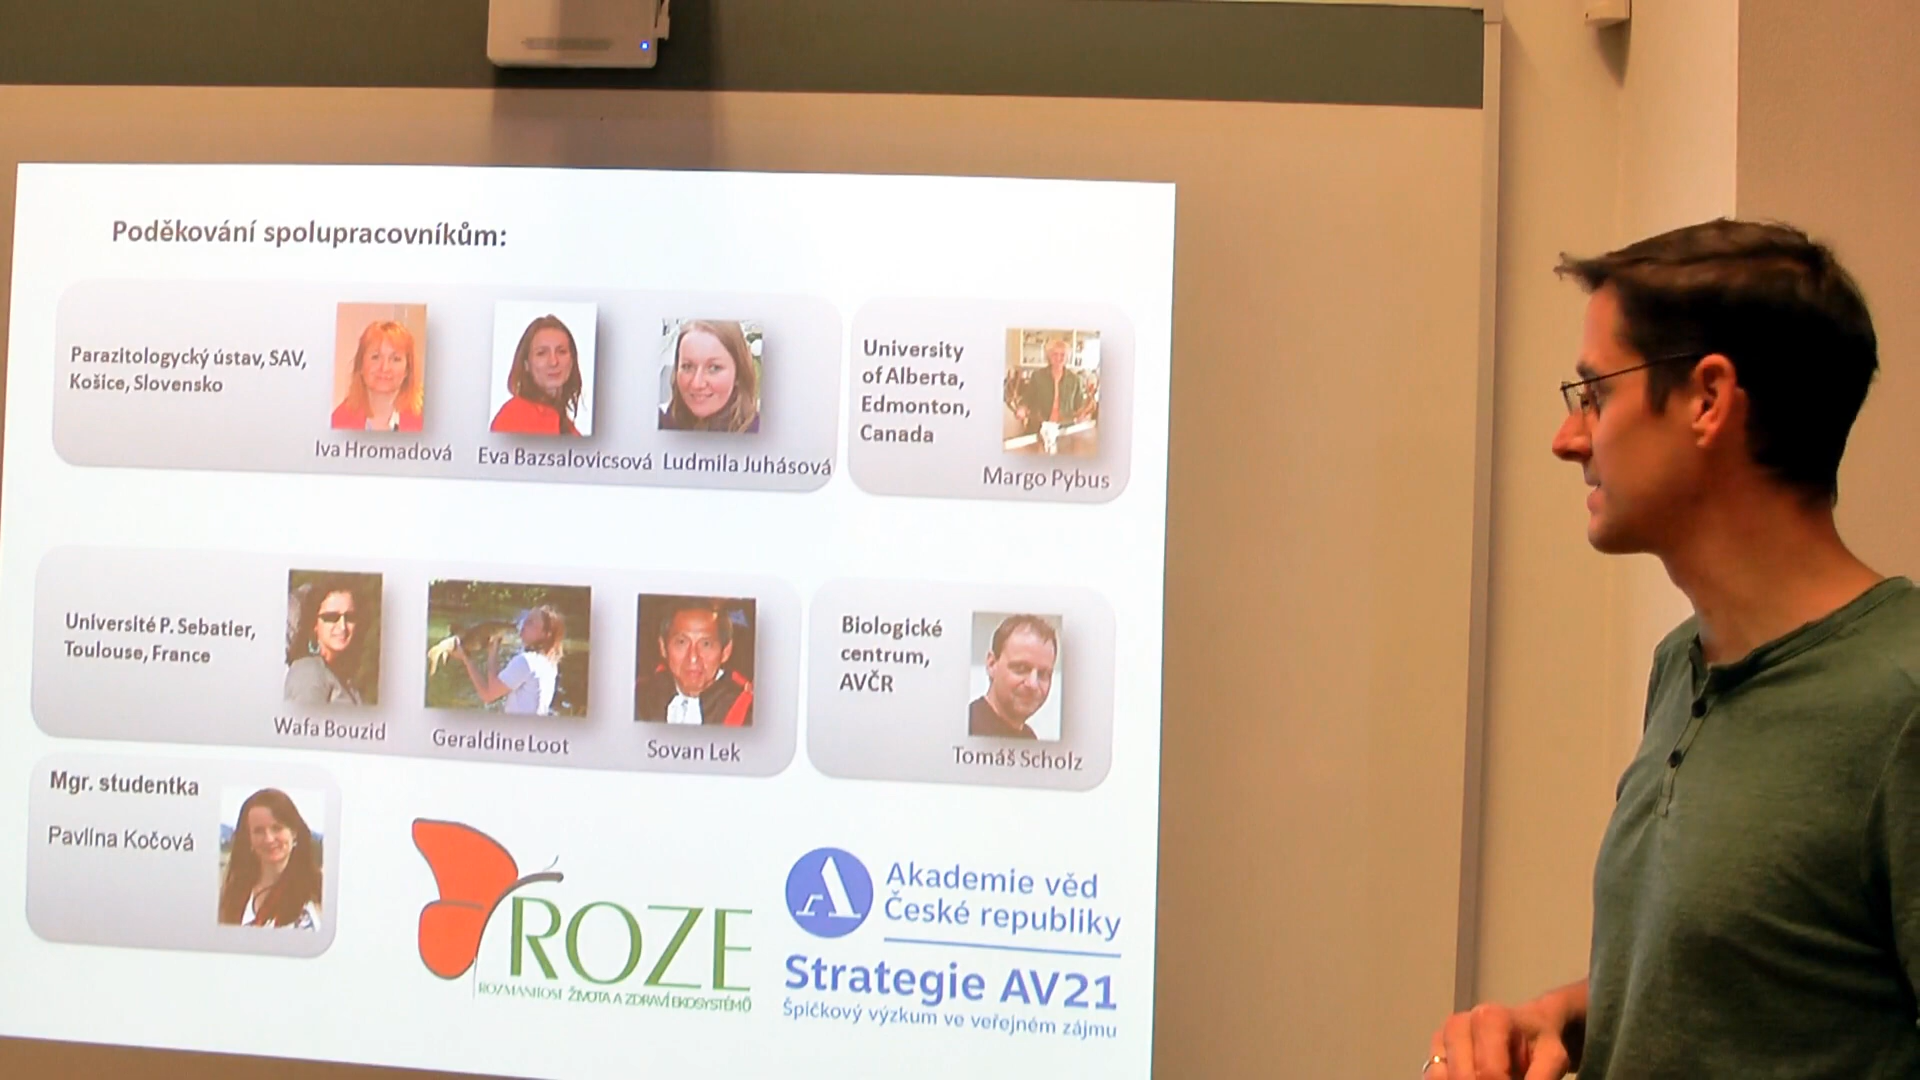 Poděkování spolupracovníkům:
Parazitologycký ústav, SAV,
Košice, Slovensko
Iva Hromadová
Eva Bazsalovicsová
Ludmila Juhásová
University
of Alberta,
Edmonton,
Canada
Margo Pybus
Université P. Sebatier,
Toulouse, France
Wafa Bouzid
Geraldine Loot
Sovan Lek
Biologické
centrum,
AVČR
Tomáš Scholz
Mgr. studentka
Pavlína Kočová
ROZE
ROZMANITOST ŽIVOTA A ZDRAVÍ EKOSYSTÉMŮ
Akademie věd
České republiky
Strategie AV21
Špičkový výzkum ve veřejném zájmu